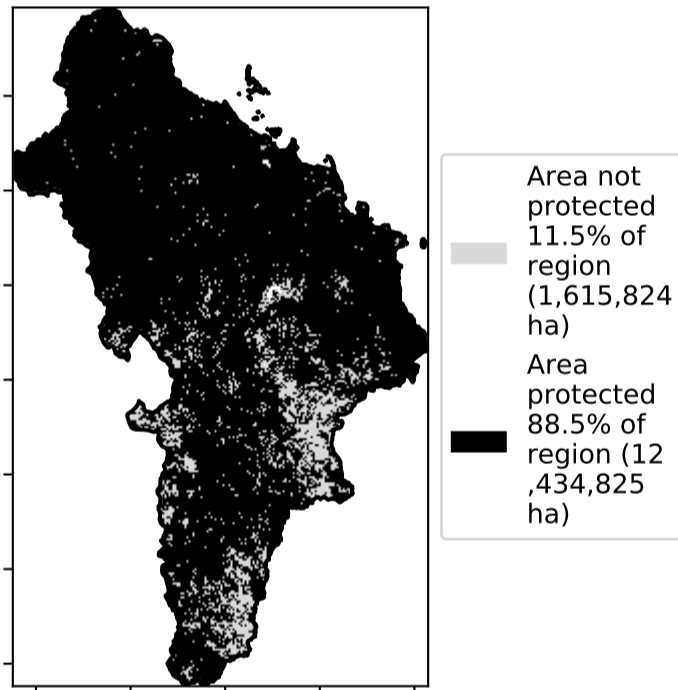 Area not
protected
11.5% of
region
(1,615,824
ha)
Area
protected
88.5% of
region (12
,434,825
ha)